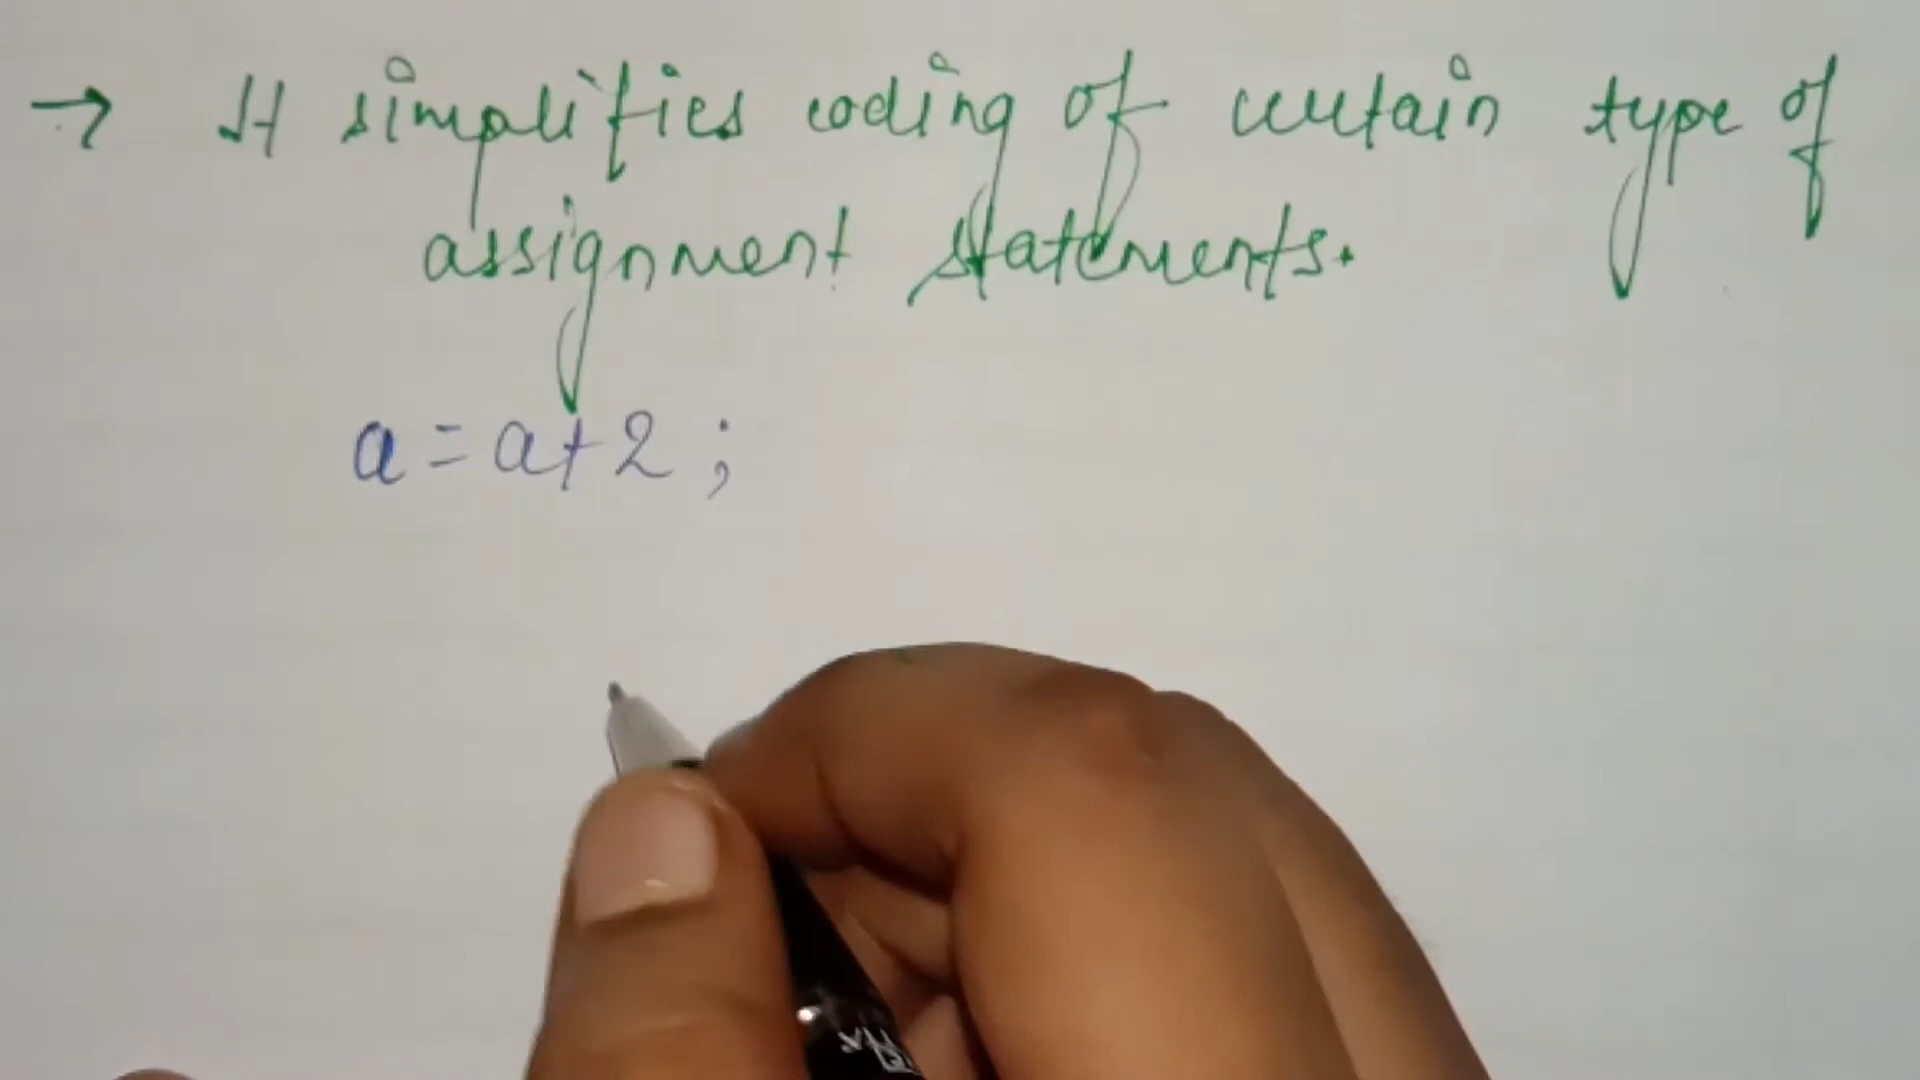 → It simplifies coding of certain type of
assignment statements.
a = a+2 ;